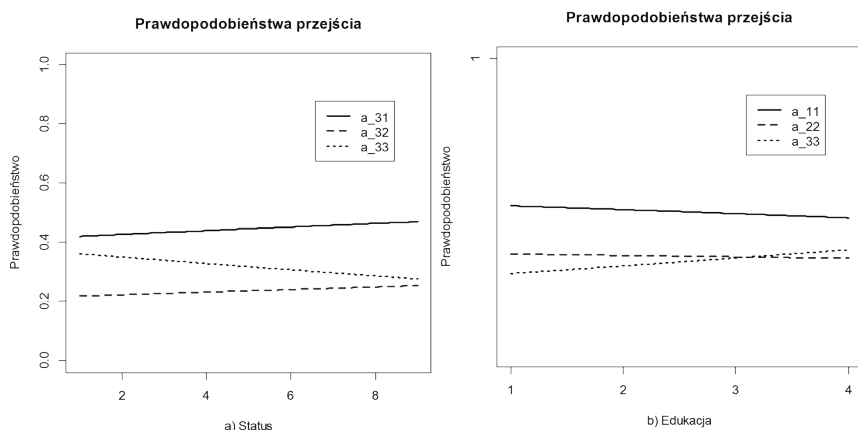 Prawdopodobieństwa przejścia
Prawdopdobieństwo
1.0
0.8
0.6
0.4
0.2
0.0
a_31
a_32
a_33
2
4
6
8
a) Status
Prawdopodobieństwa przejścia
Prawdopodobieństwo
1
a_11
a_22
a_33
1
2
3
4
b) Edukacja